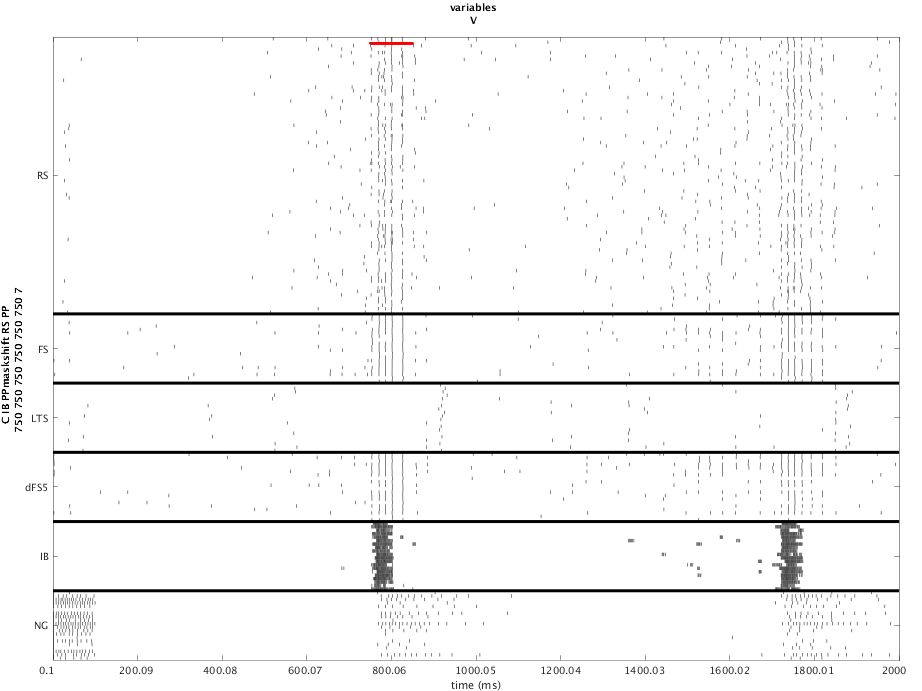 variables
V
RS
FS
LTS
dFS5
IB
NG
C IB PPmaskshift RS PP
750 750 750 750 750 750 7
0.1
200.09
400.08
600.07
800.06
1000.05
1200.04
1400.03
1600.02
1800.01
2000
time (ms)